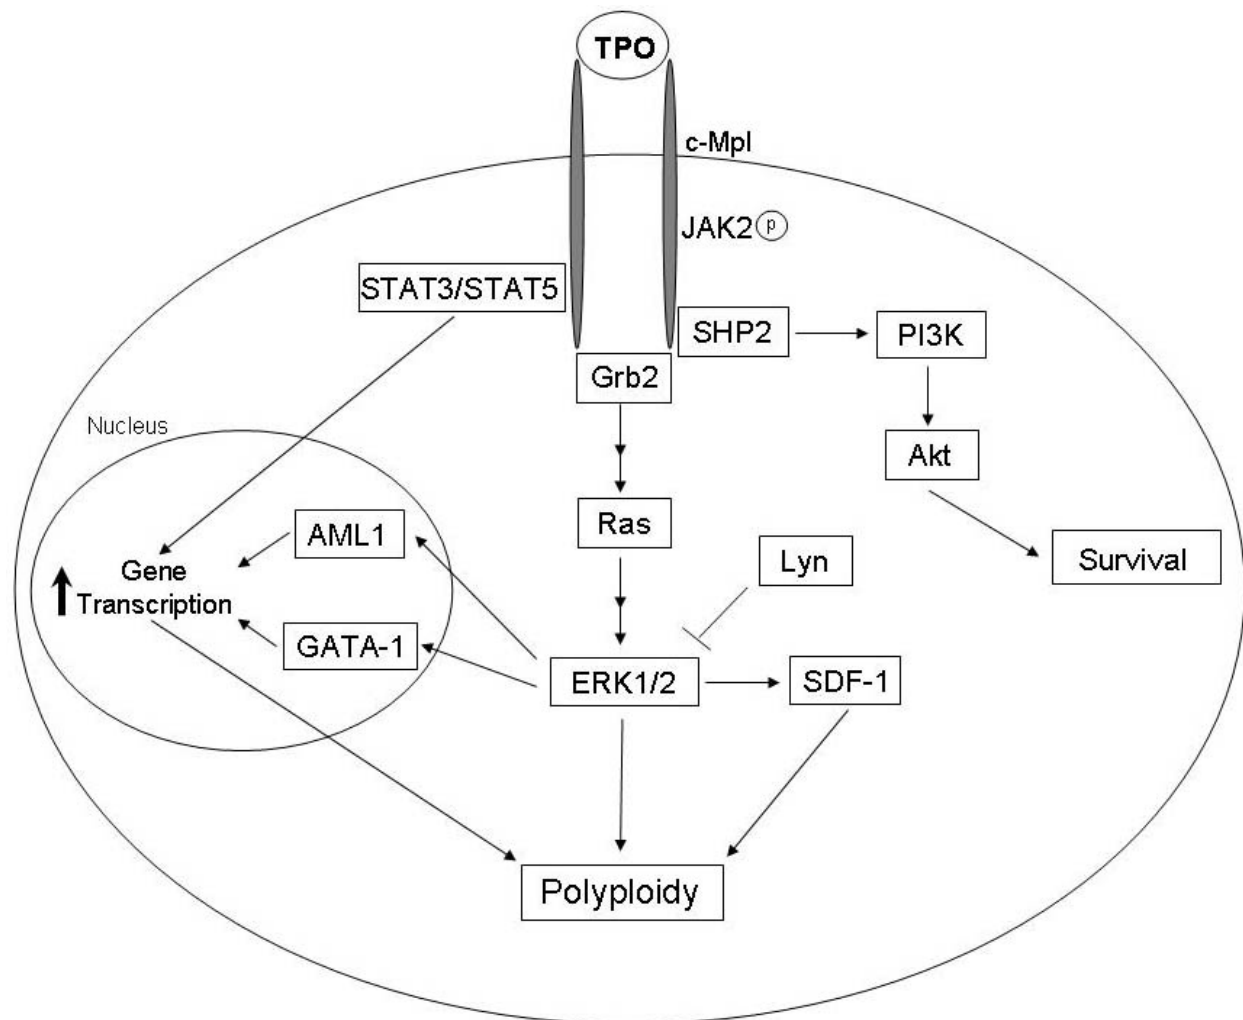 TPO
c-Mpl
JAK2 p
STAT3/STAT5
SHP2
PI3K
Grb2
Nucleus
Akt
Ras
AML1
Lyn
Survival
Gene
Transcription
GATA-1
ERK1/2
SDF-1
Polyploidy